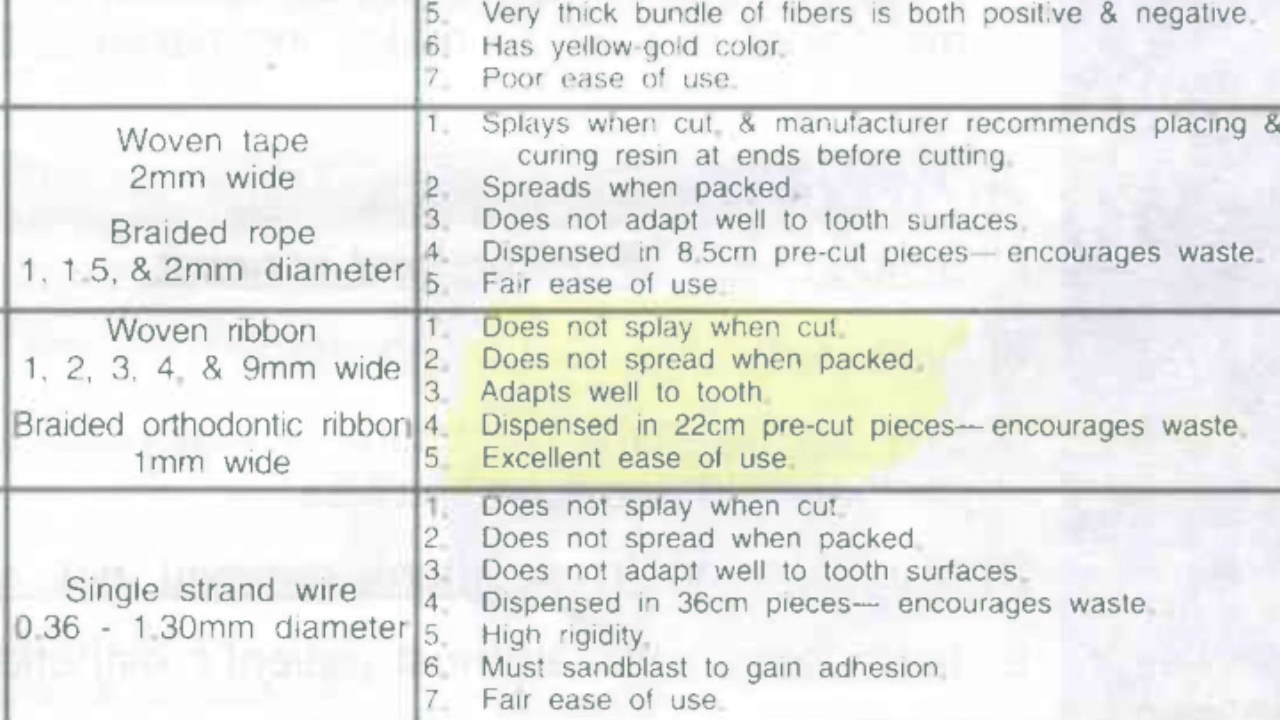 5. Very thick bundle of fibers is both positive & negative.
6. Has yellow-gold color.
7. Poor ease of use.
Woven tape
2mm wide
Braided rope
1, 1.5, & 2mm diameter
1. Splays when cut, & manufacturer recommends placing &
curing resin at ends before cutting.
2. Spreads when packed.
3. Does not adapt well to tooth surfaces.
4. Dispensed in 8.5cm pre-cut pieces—encourages waste.
5. Fair ease of use.
Woven ribbon
1, 2, 3, 4, & 9mm wide
Braided orthodontic ribbon
1mm wide
1. Does not splay when cut.
2. Does not spread when packed.
3. Adapts well to tooth.
4. Dispensed in 22cm pre-cut pieces—encourages waste.
5. Excellent ease of use.
Single strand wire
0.36 - 1.30mm diameter
1. Does not splay when cut.
2. Does not spread when packed.
3. Does not adapt well to tooth surfaces.
4. Dispensed in 36cm pieces— encourages waste.
5. High rigidity.
6. Must sandblast to gain adhesion.
7. Fair ease of use.